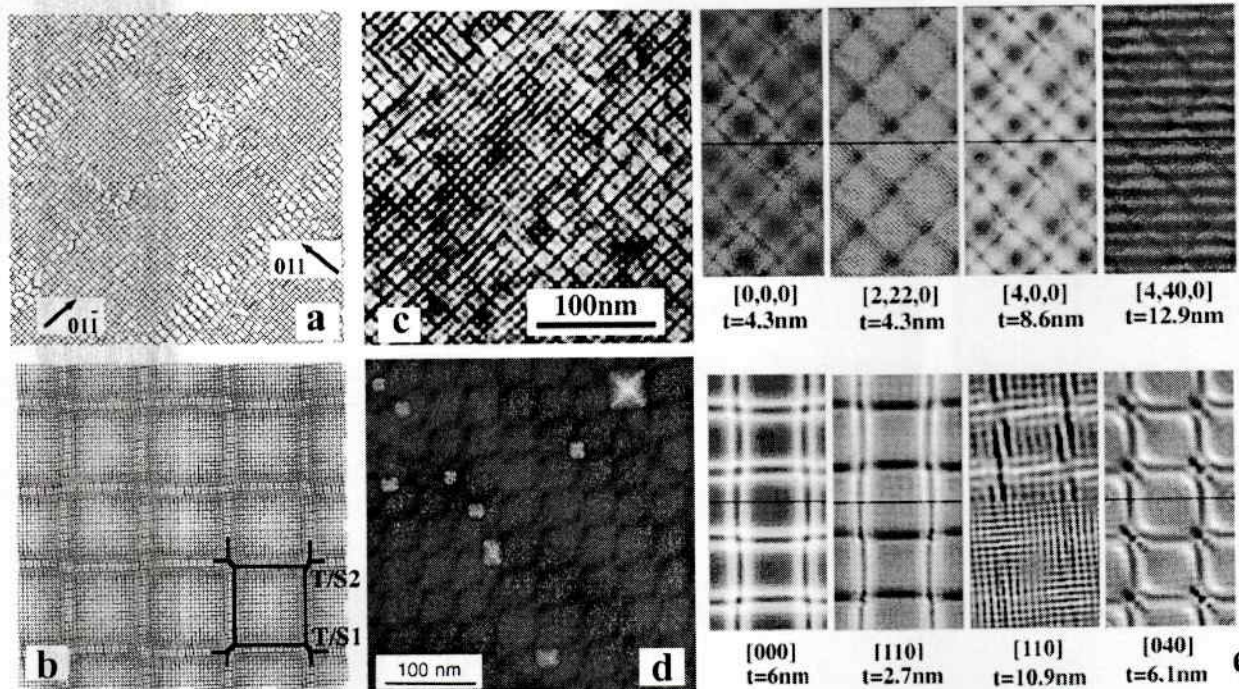 011
01ī
a
c
100nm
[0,0,0] [2,22,0] [4,0,0] [4,40,0]
t=4.3nm t=4.3nm t=8.6nm t=12.9nm
T/S2
T/S1
b
100 nm
d
[000] [110] [110] [040]
t=6nm t=2.7nm t=10.9nm t=6.1nm